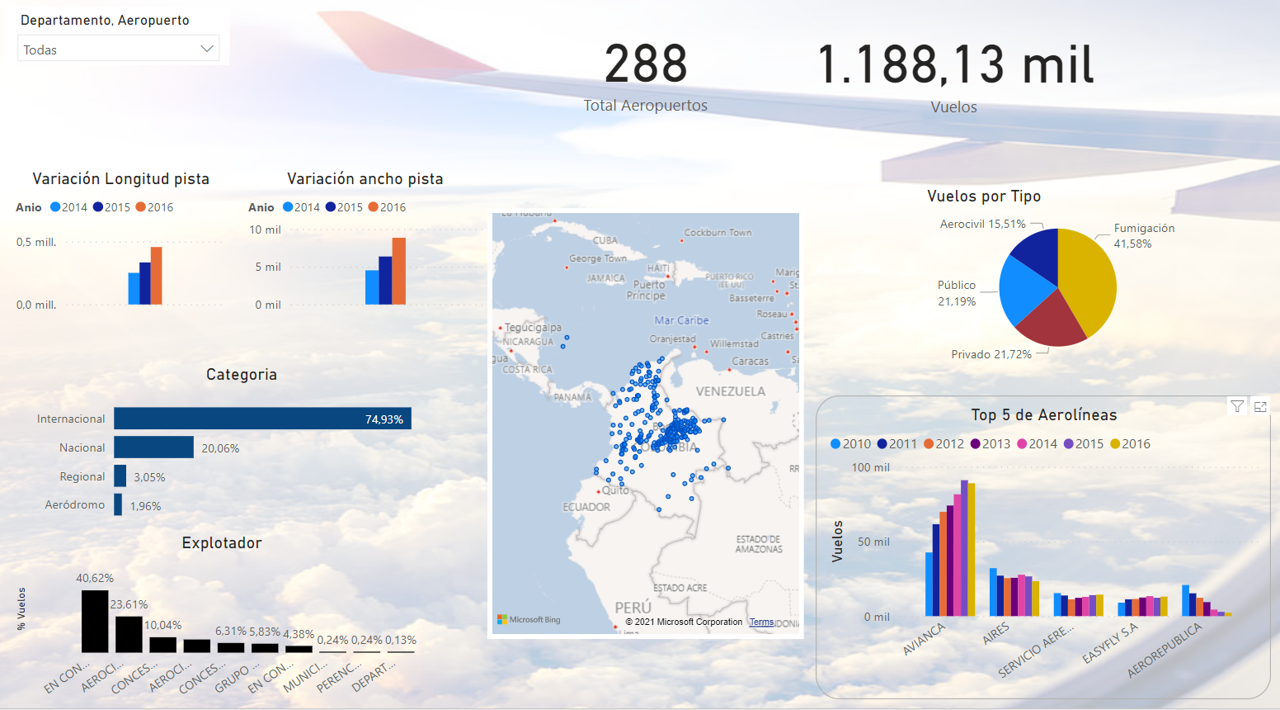 Departamento, Aeropuerto
Todas
288
Total Aeropuertos
1.188,13 mil
Vuelos
Variación Longitud pista
Anio 2014 2015 2016
0,5 mill.
0,0 mill.
Variación ancho pista
Anio 2014 2015 2016
10 mil
5 mil
0 mil
Categoria
Internacional 74,93%
Nacional 20,06%
Regional 3,05%
Aeródromo 1,96%
Explotador
% Vuelos
40,62%
23,61%
10,04%
6,31%
5,83%
4,38%
0,24%
0,24%
0,13%
EN CON...
AEROCI...
CONCES...
AEROCI...
CONCES...
GRUPO ...
EN CON...
MUNICI...
PERENC...
DEPART...
La Habana
CUBA
Cockburn Town
George Town
HAITÍ
JAMAICA
Puerto
Príncipe
PUERTO RICO
(EE UU)
Marig
St.
Basseterre
Roseau
Mar Caribe
Castries
Tegucigalpa
NICARAGUA
Oranjestad
Willemstad
Caracas
COSTA RICA
PANAMÁ
VENEZUELA
Quito
ECUADOR
ESTADO DE
AMAZONAS
ESTADO ACRE
PERÚ
Lima
Microsoft Bing
© 2021 Microsoft Corporation Terms
Vuelos por Tipo
Aerocivil 15,51%
Fumigación
41,58%
Público
21,19%
Privado 21,72%
Top 5 de Aerolíneas
2010 2011 2012 2013 2014 2015 2016
Vuelos
100 mil
50 mil
0 mil
AVIANCA
AIRES
SERVICIO AERE...
EASYFLY S.A
AEROREPUBLICA